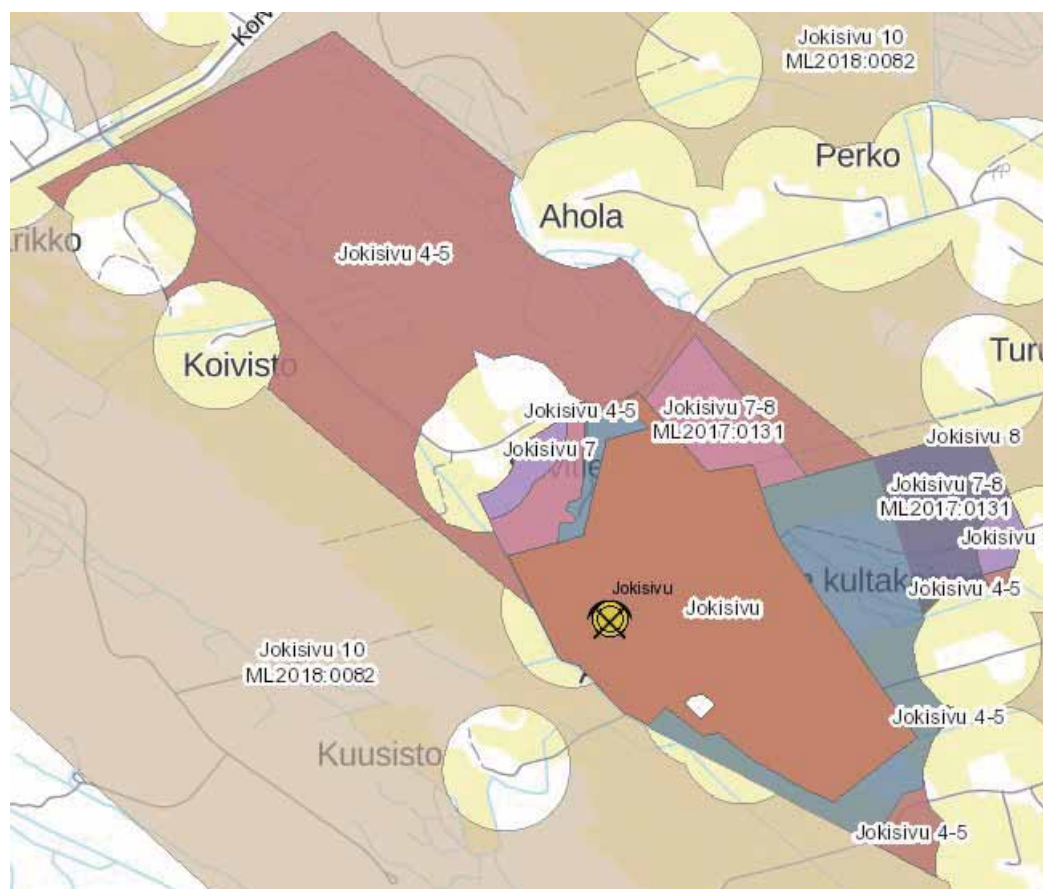 Jokisivu 10
ML2018:0082
Perko
Ahola
Jokisivu 4-5
Koivisto
Turu
Jokisivu 4-5
Jokisivu 7-8
ML2017:0131
Jokisivu 8
Jokisivu 7
Jokisivu 7-8
ML2017:0131
Jokisivu
kultak
Jokisivu
Jokisivu
Jokisivu 4-5
Jokisivu 10
ML2018:0082
Jokisivu 4-5
Kuusisto
Jokisivu 4-5